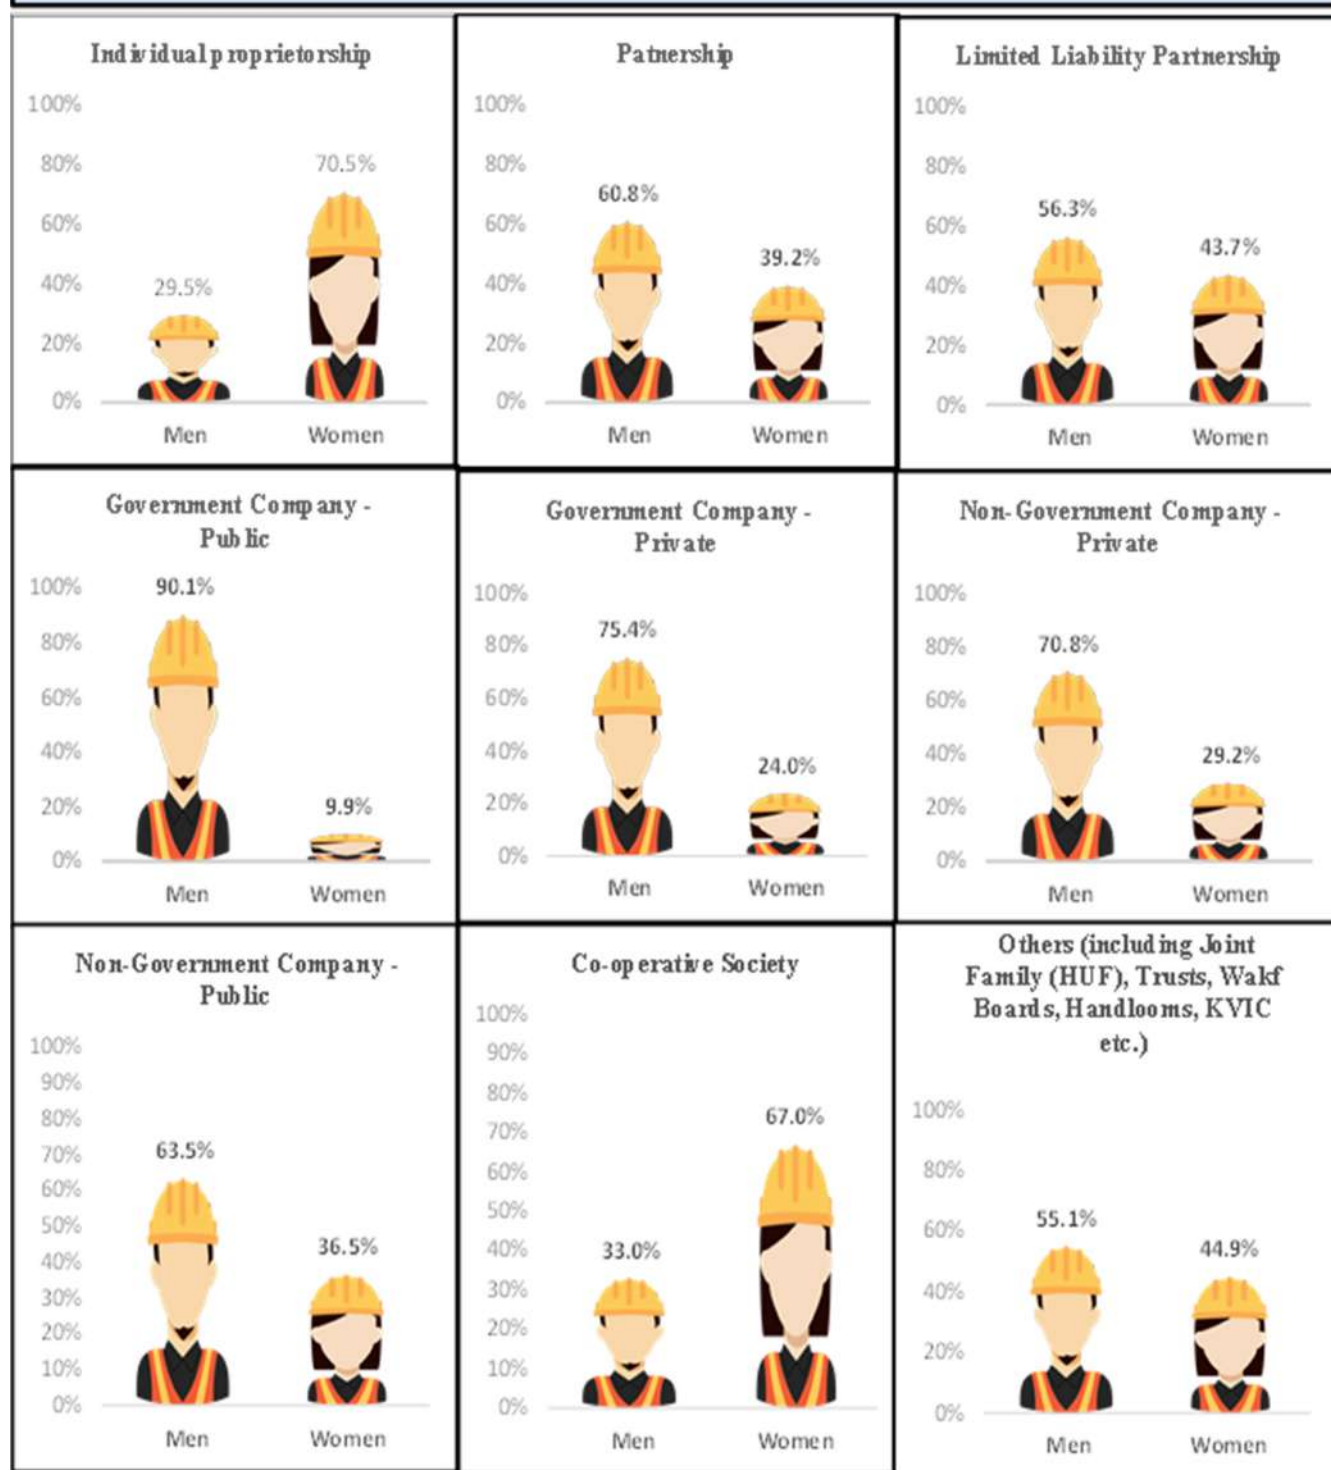 Individual proprietorship
100%
80%
60%
40%
20%
0%
29.5%
70.5%
Men
Women
Patnership
100%
80%
60%
40%
20%
0%
60.8%
39.2%
Men
Women
Limited Liability Partnership
100%
80%
60%
40%
20%
0%
56.3%
43.7%
Men
Women
Government Company -
Public
100%
80%
60%
40%
20%
0%
90.1%
9.9%
Men
Women
Government Company -
Private
100%
80%
60%
40%
20%
0%
75.4%
24.0%
Men
Women
Non-Government Company -
Private
100%
80%
60%
40%
20%
0%
70.8%
29.2%
Men
Women
Non-Government Company -
Public
100%
90%
80%
70%
60%
50%
40%
30%
20%
10%
0%
63.5%
36.5%
Men
Women
Co-operative Society
100%
90%
80%
70%
60%
50%
40%
30%
20%
10%
0%
33.0%
67.0%
Men
Women
Others (including Joint
Family (HUF), Trusts, Wakf
Boards, Handlooms, KVIC
etc.)
100%
80%
60%
40%
20%
0%
55.1%
44.9%
Men
Women